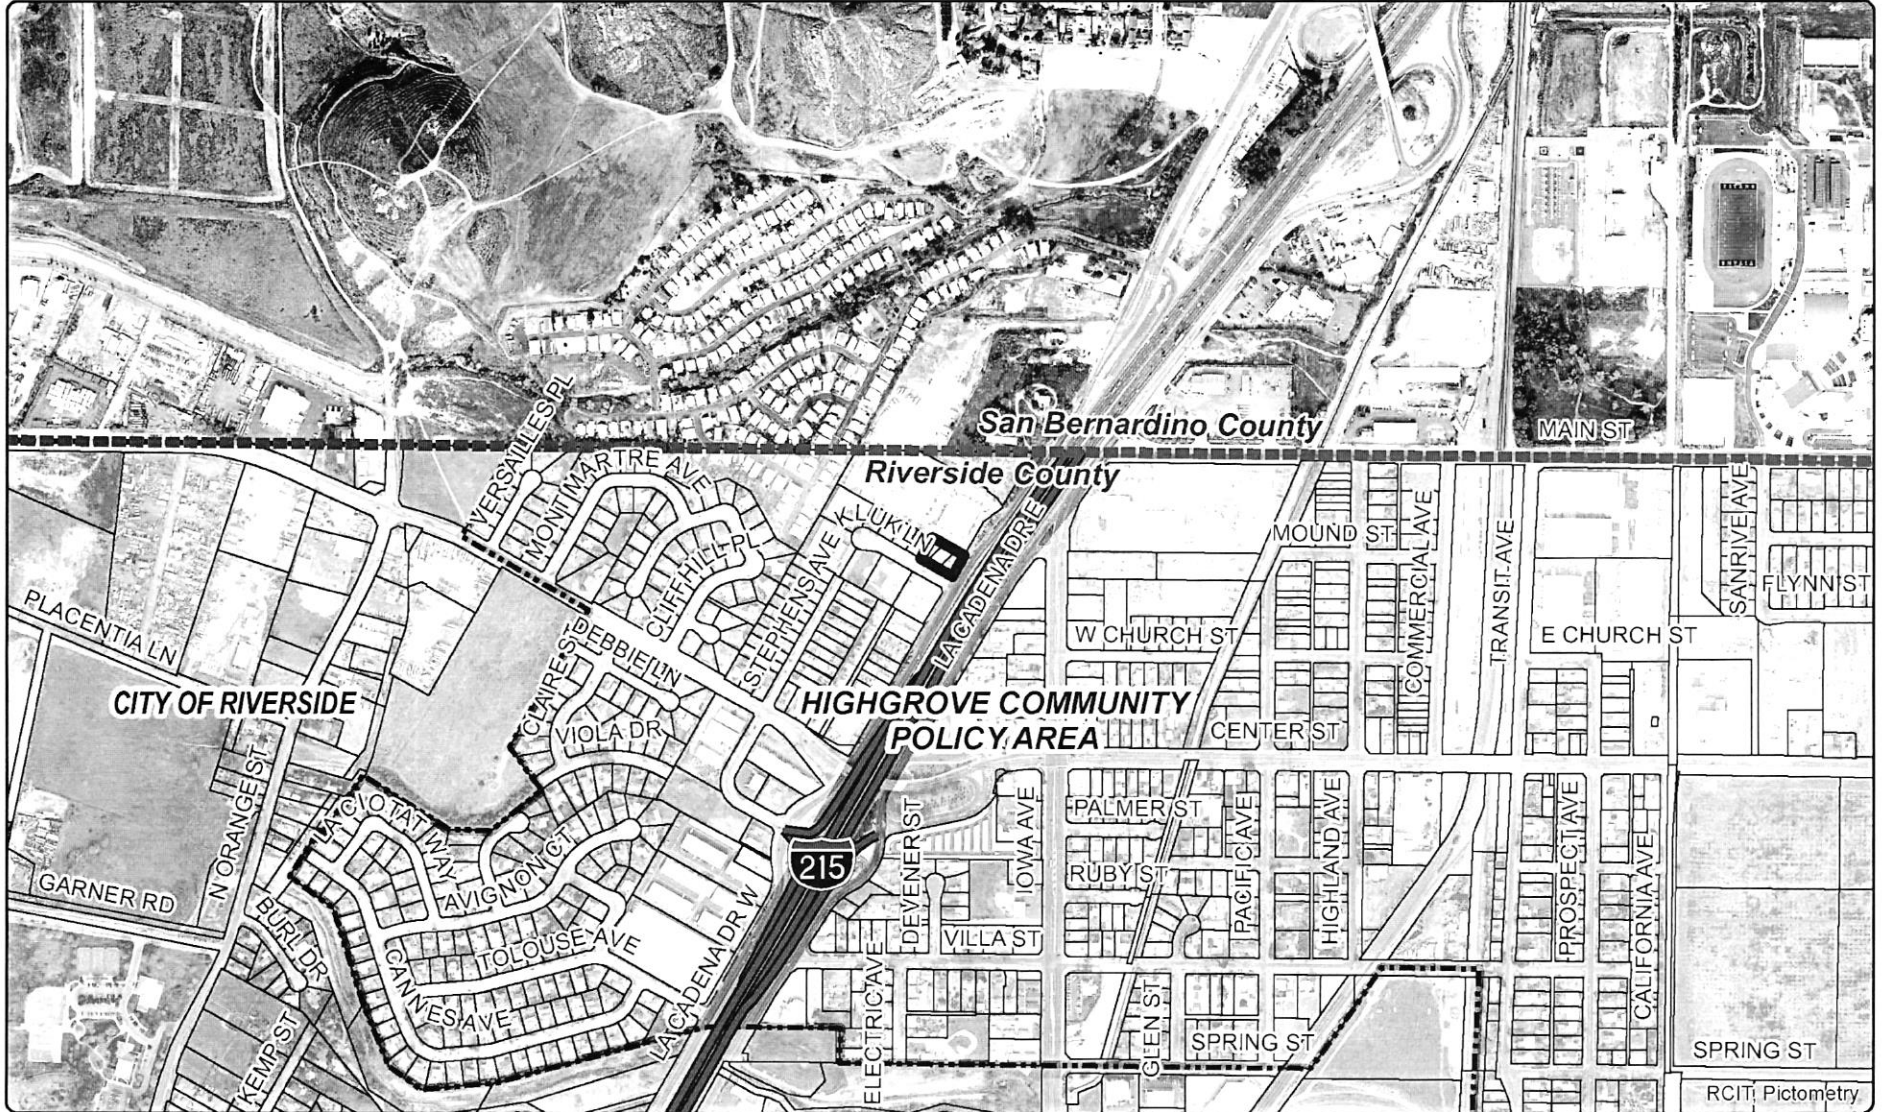 San Bernardino County
MAIN ST
Riverside County
VERSAILLES PL
MONTMARTRE AVE
KLUK LN
LA CADENA DR E
MOUND ST
COMMERCIAL AVE
TRANSIT AVE
SANRIVE AVE
FLYNN ST
CLIFFHILL PL
STEPHENS AVE
PLACENTIA LN
CLAIRE ST
DEBBIE LN
W CHURCH ST
E CHURCH ST
CITY OF RIVERSIDE
HIGHGROVE COMMUNITY
POLICY AREA
VIOLA DR
CENTER ST
N ORANGE ST
LA CIOTAT WAY
AVIGNON CT
215
DEVENER ST
IOWA AVE
PALMER ST
PACIFIC AVE
HIGHLAND AVE
PROSPECT AVE
CALIFORNIA AVE
RUBY ST
GARNER RD
BURL DR
CANNES AVE
TOLOUSE AVE
LA CADENA DR W
VILLA ST
KEMP ST
ELECTRIC AVE
GLEN ST
SPRING ST
SPRING ST
RCIT, Pictometry